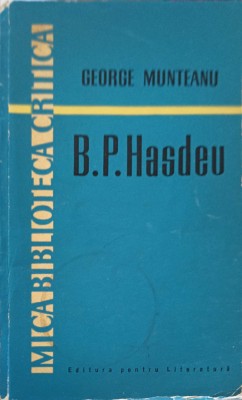 GEORGE MUNTEANU
B.P.Hasdeu
MICA BIBLIOTECA CRITICA
Editura pentru Literatură